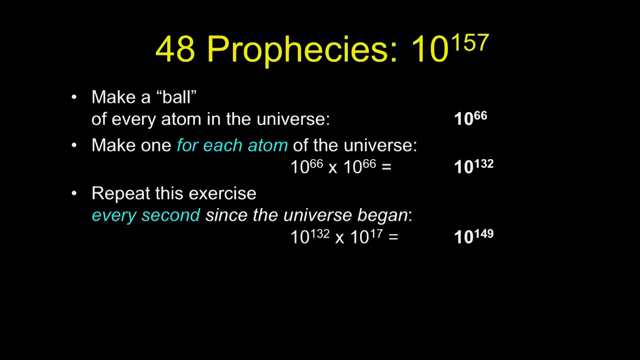 48 Prophecies: 10¹⁵⁷
• Make a “ball”
of every atom in the universe: 10⁶⁶
• Make one for each atom of the universe:
10⁶⁶ x 10⁶⁶ = 10¹³²
• Repeat this exercise
every second since the universe began:
10¹³² x 10¹⁷ = 10¹⁴⁹